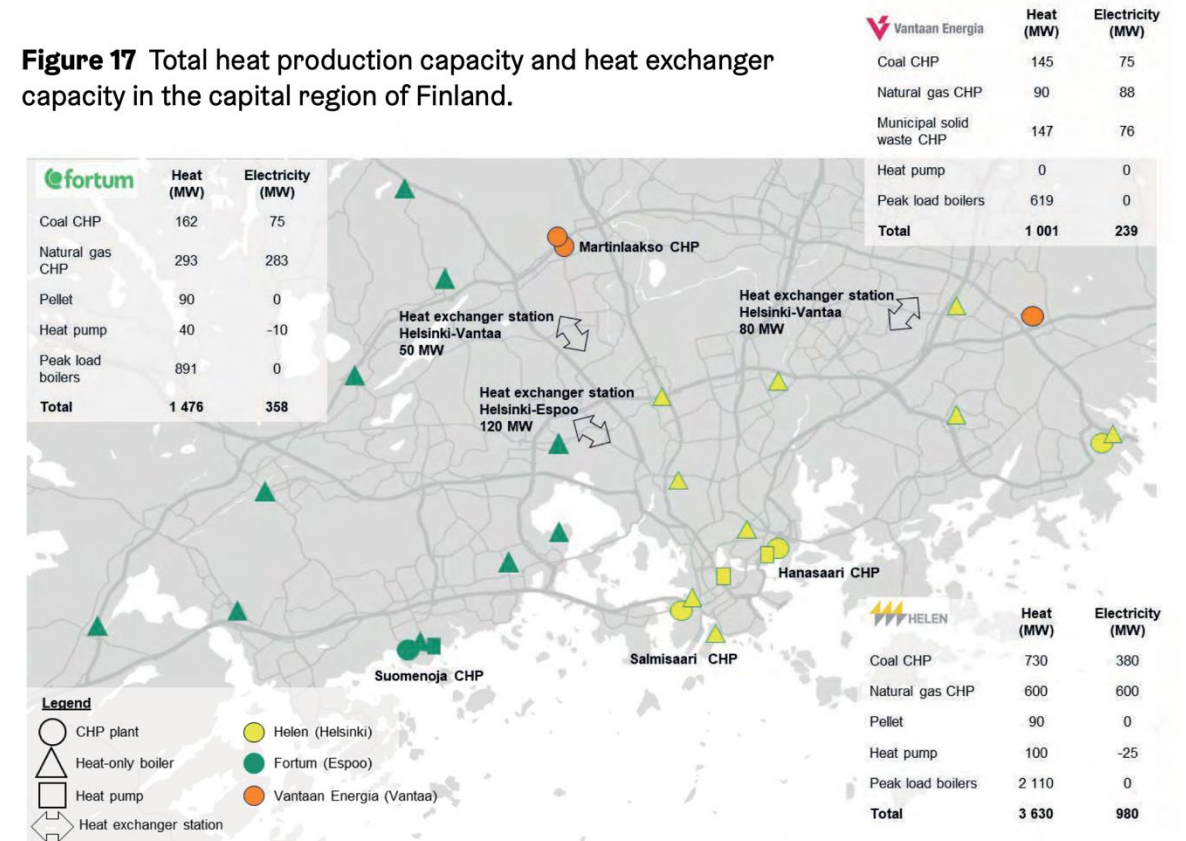 Figure 17 Total heat production capacity and heat exchanger
capacity in the capital region of Finland.
Vantaan Energia
Heat Electricity
(MW) (MW)
Coal CHP 145 75
Natural gas CHP 90 88
Municipal solid
waste CHP 147 76
Heat pump 0 0
Peak load boilers 619 0
Total 1 001 239
fortum
Heat Electricity
(MW) (MW)
Coal CHP 162 75
Natural gas
CHP 293 283
Pellet 90 0
Heat pump 40 -10
Peak load
boilers 891 0
Total 1 476 358
Martinlaakso CHP
Heat exchanger station
Helsinki-Vantaa
50 MW
Heat exchanger station
Helsinki-Vantaa
80 MW
Heat exchanger station
Helsinki-Espoo
120 MW
Hanasaari CHP
Salmisaari CHP
Suomenoja CHP
HELEN
Heat Electricity
(MW) (MW)
Coal CHP 730 380
Natural gas CHP 600 600
Pellet 90 0
Heat pump 100 -25
Peak load boilers 2 110 0
Total 3 630 980
Legend
CHP plant
Heat-only boiler
Heat pump
Heat exchanger station
Helen (Helsinki)
Fortum (Espoo)
Vantaan Energia (Vantaa)